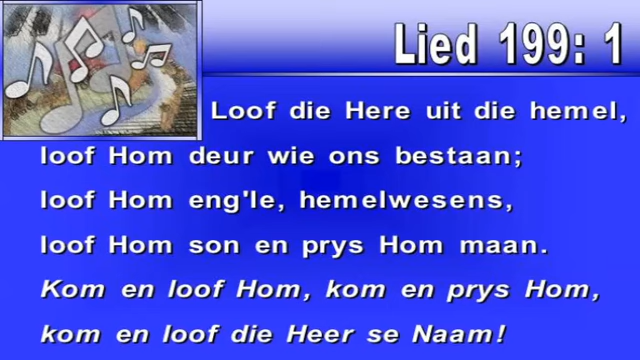 Lied 199: 1
Loof die Here uit die hemel,
loof Hom deur wie ons bestaan;
loof Hom eng'le, hemelwesens,
loof Hom son en prys Hom maan.
Kom en loof Hom, kom en prys Hom,
kom en loof die Heer se Naam!